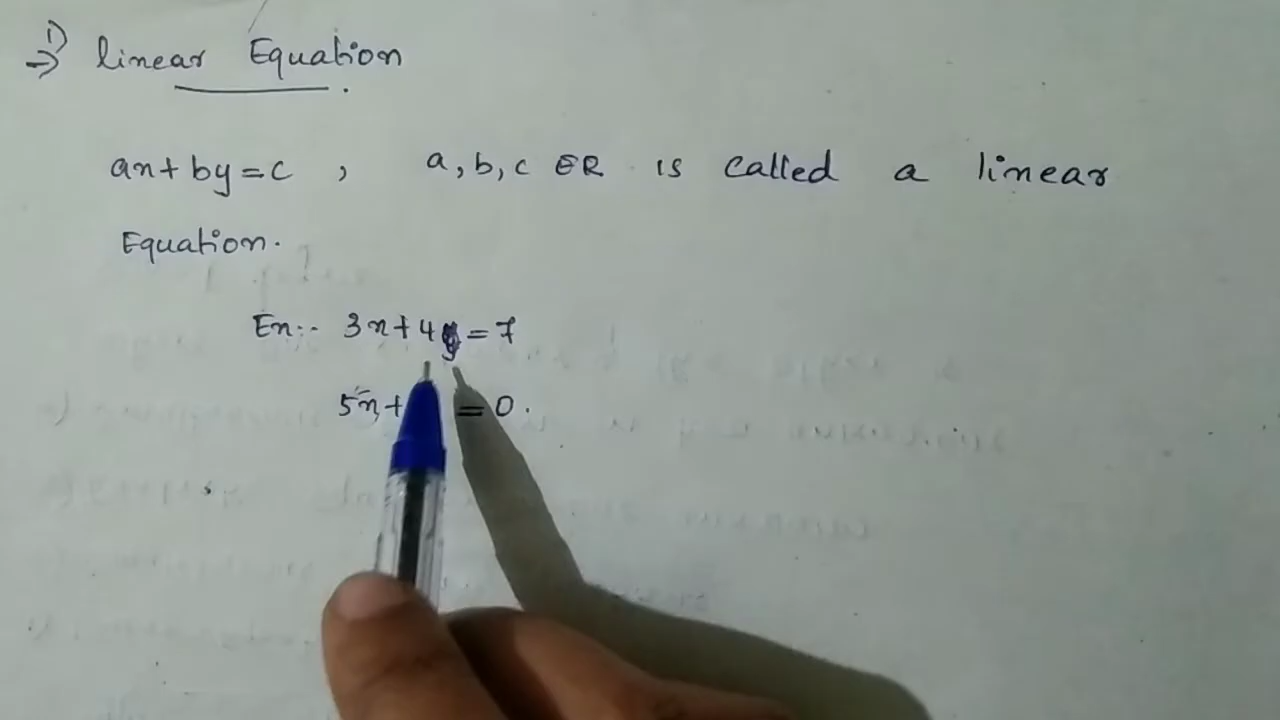 1)
⇒ linear Equation.
ax+by=c , a,b,c ∈R is called a linear
Equation.
Ex:- 3x+4y=7
5x+ =0.